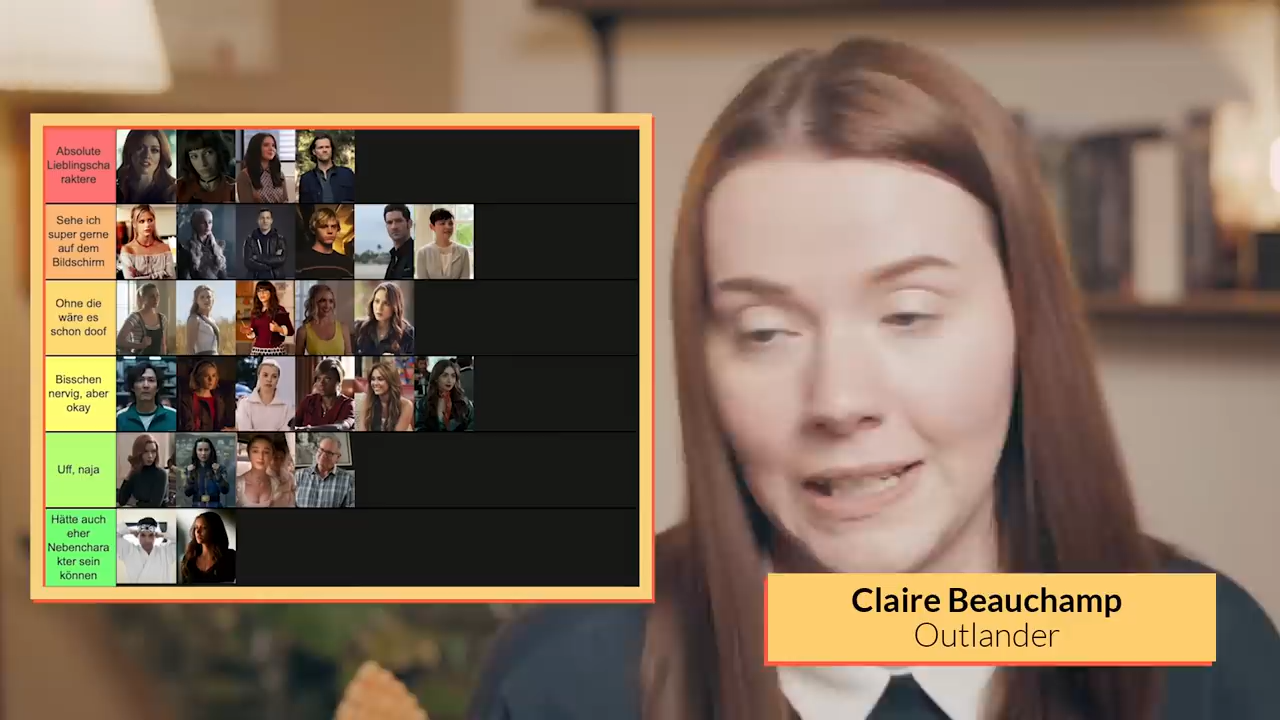 Absolute
Lieblingscha
raktere
Sehe ich
super gerne
auf dem
Bildschirm
Ohne die
wäre es
schon doof
Bisschen
nervig, aber
okay
Uff, naja
Hätte auch
eher
Nebenchara
kter sein
können
Claire Beauchamp
Outlander